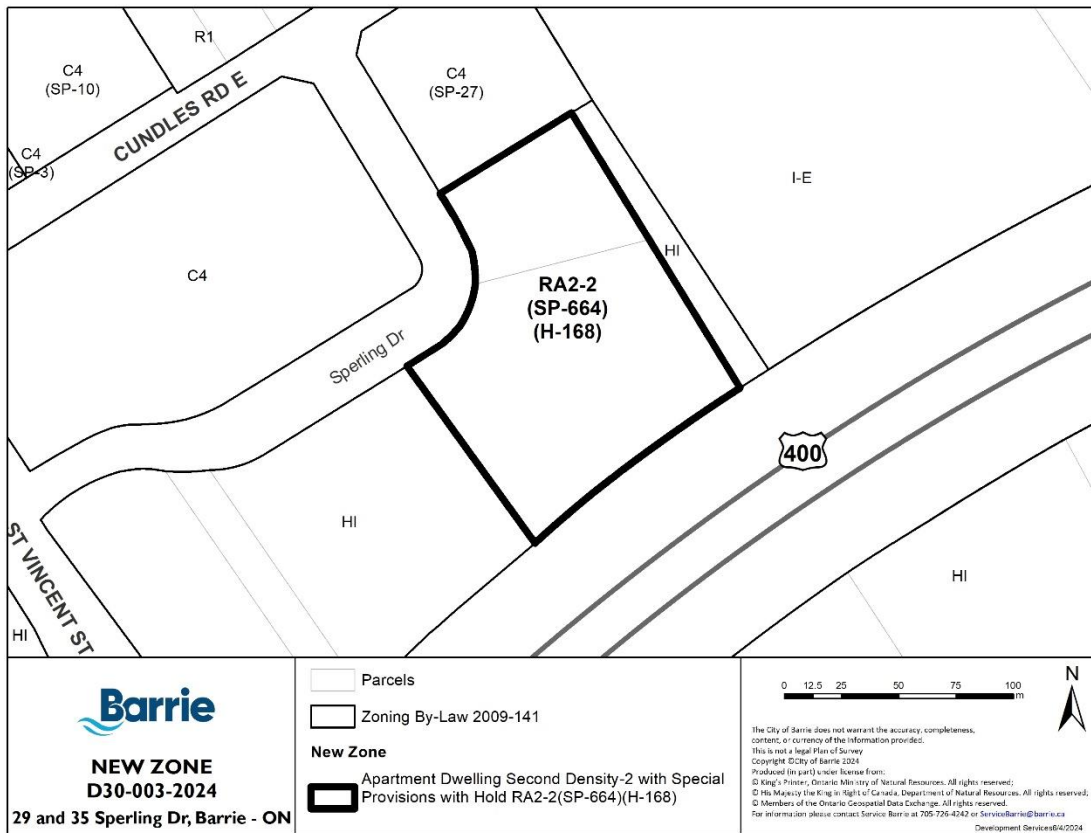 R1
C4
(SP-10)
C4
(SP-27)
CUNDLES RD E
C4
(SP-3)
I-E
C4
HI
RA2-2
(SP-664)
(H-168)
Sperling Dr
400
HI
HI
ST VINCENT ST
HI
Barrie
NEW ZONE
D30-003-2024
29 and 35 Sperling Dr, Barrie - ON
Parcels
Zoning By-Law 2009-141
New Zone
Apartment Dwelling Second Density-2 with Special
Provisions with Hold RA2-2(SP-664)(H-168)
0 12.5 25 50 75 100
m
N
The City of Barrie does not warrant the accuracy, completeness,
content, or currency of the information provided.
This is not a legal Plan of Survey
Copyright ©City of Barrie 2024
Produced (in part) under license from:
© King's Printer, Ontario Ministry of Natural Resources. All rights reserved;
© His Majesty the King in Right of Canada, Department of Natural Resources. All rights reserved;
© Members of the Ontario Geospatial Data Exchange. All rights reserved.
For information please contact Service Barrie at 705-726-4242 or ServiceBarrie@barrie.ca
Development Services6/4/2024